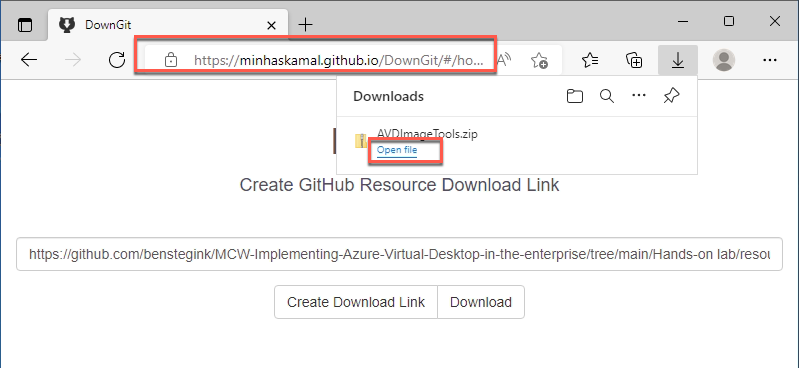 DownGit
https://minhaskamal.github.io/DownGit/#/ho...
Downloads
AVDImageTools.zip
Open file
Create GitHub Resource Download Link
https://github.com/benstegink/MCW-Implementing-Azure-Virtual-Desktop-in-the-enterprise/tree/main/Hands-on lab/resou
Create Download Link
Download